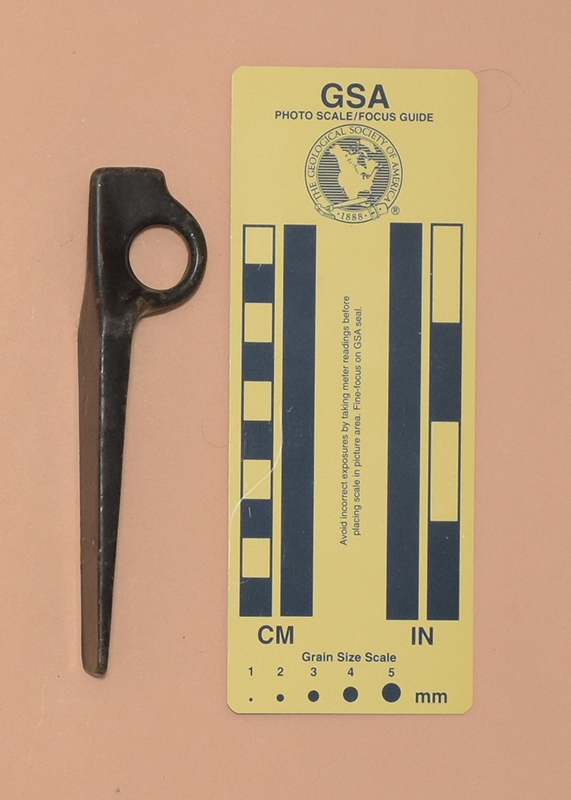 GSA
PHOTO SCALE/FOCUS GUIDE
THE GEOLOGICAL SOCIETY OF AMERICA
· 1888 · ®
Avoid incorrect exposures by taking meter readings before
placing scale in picture area. Fine-focus on GSA seal.
CM IN
Grain Size Scale
1 2 3 4 5
mm